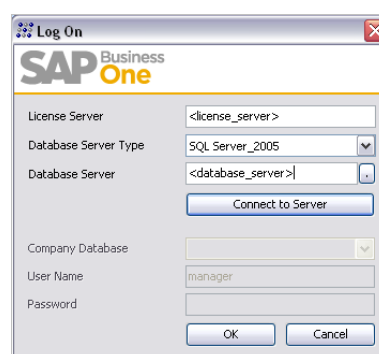 Log On
SAP Business One
License Server <license_server>
Database Server Type SQL Server_2005
Database Server <database_server> .
Connect to Server
Company Database
User Name manager
Password
OK Cancel